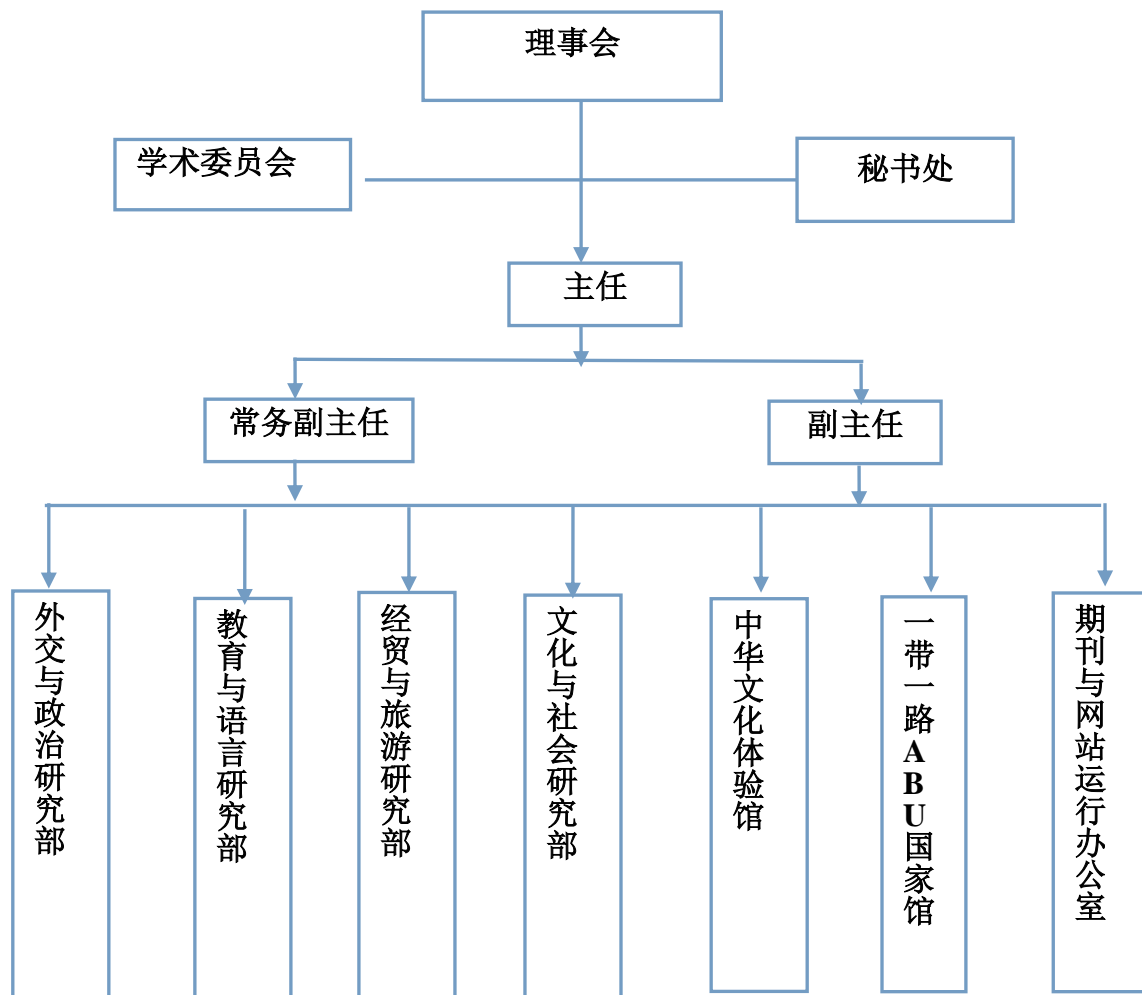 理事会
学术委员会
秘书处
主任
常务副主任
副主任
外交与政治研究部
教育与语言研究部
经贸与旅游研究部
文化与社会研究部
中华文化体验馆
一带一路ABU国家馆
期刊与网站运行办公室